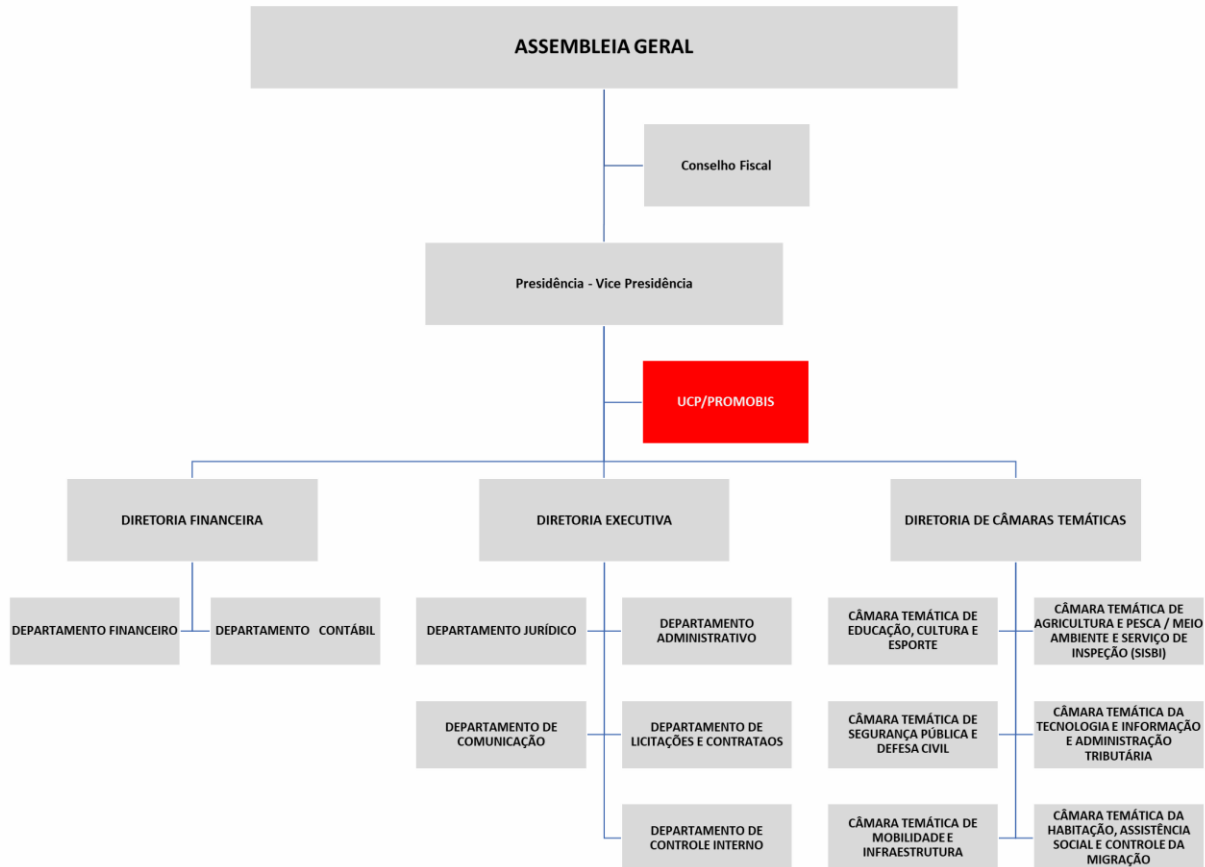 ASSEMBLEIA GERAL
Conselho Fiscal
Presidência - Vice Presidência
UCP/PROMOBIS
DIRETORIA FINANCEIRA
DIRETORIA EXECUTIVA
DIRETORIA DE CÂMARAS TEMÁTICAS
DEPARTAMENTO FINANCEIRO
DEPARTAMENTO CONTÁBIL
DEPARTAMENTO JURÍDICO
DEPARTAMENTO
ADMINISTRATIVO
CÂMARA TEMÁTICA DE
EDUCAÇÃO, CULTURA E
ESPORTE
CÂMARA TEMÁTICA DE
AGRICULTURA E PESCA / MEIO
AMBIENTE E SERVIÇO DE
INSPEÇÃO (SISBI)
DEPARTAMENTO DE
COMUNICAÇÃO
DEPARTAMENTO DE
LICITAÇÕES E CONTRATAOS
CÂMARA TEMÁTICA DE
SEGURANÇA PÚBLICA E
DEFESA CIVIL
CÂMARA TEMÁTICA DA
TECNOLOGIA E INFORMAÇÃO
E ADMINISTRAÇÃO
TRIBUTÁRIA
DEPARTAMENTO DE
CONTROLE INTERNO
CÂMARA TEMÁTICA DE
MOBILIDADE E
INFRAESTRUTURA
CÂMARA TEMÁTICA DA
HABITAÇÃO, ASSISTÊNCIA
SOCIAL E CONTROLE DA
MIGRAÇÃO